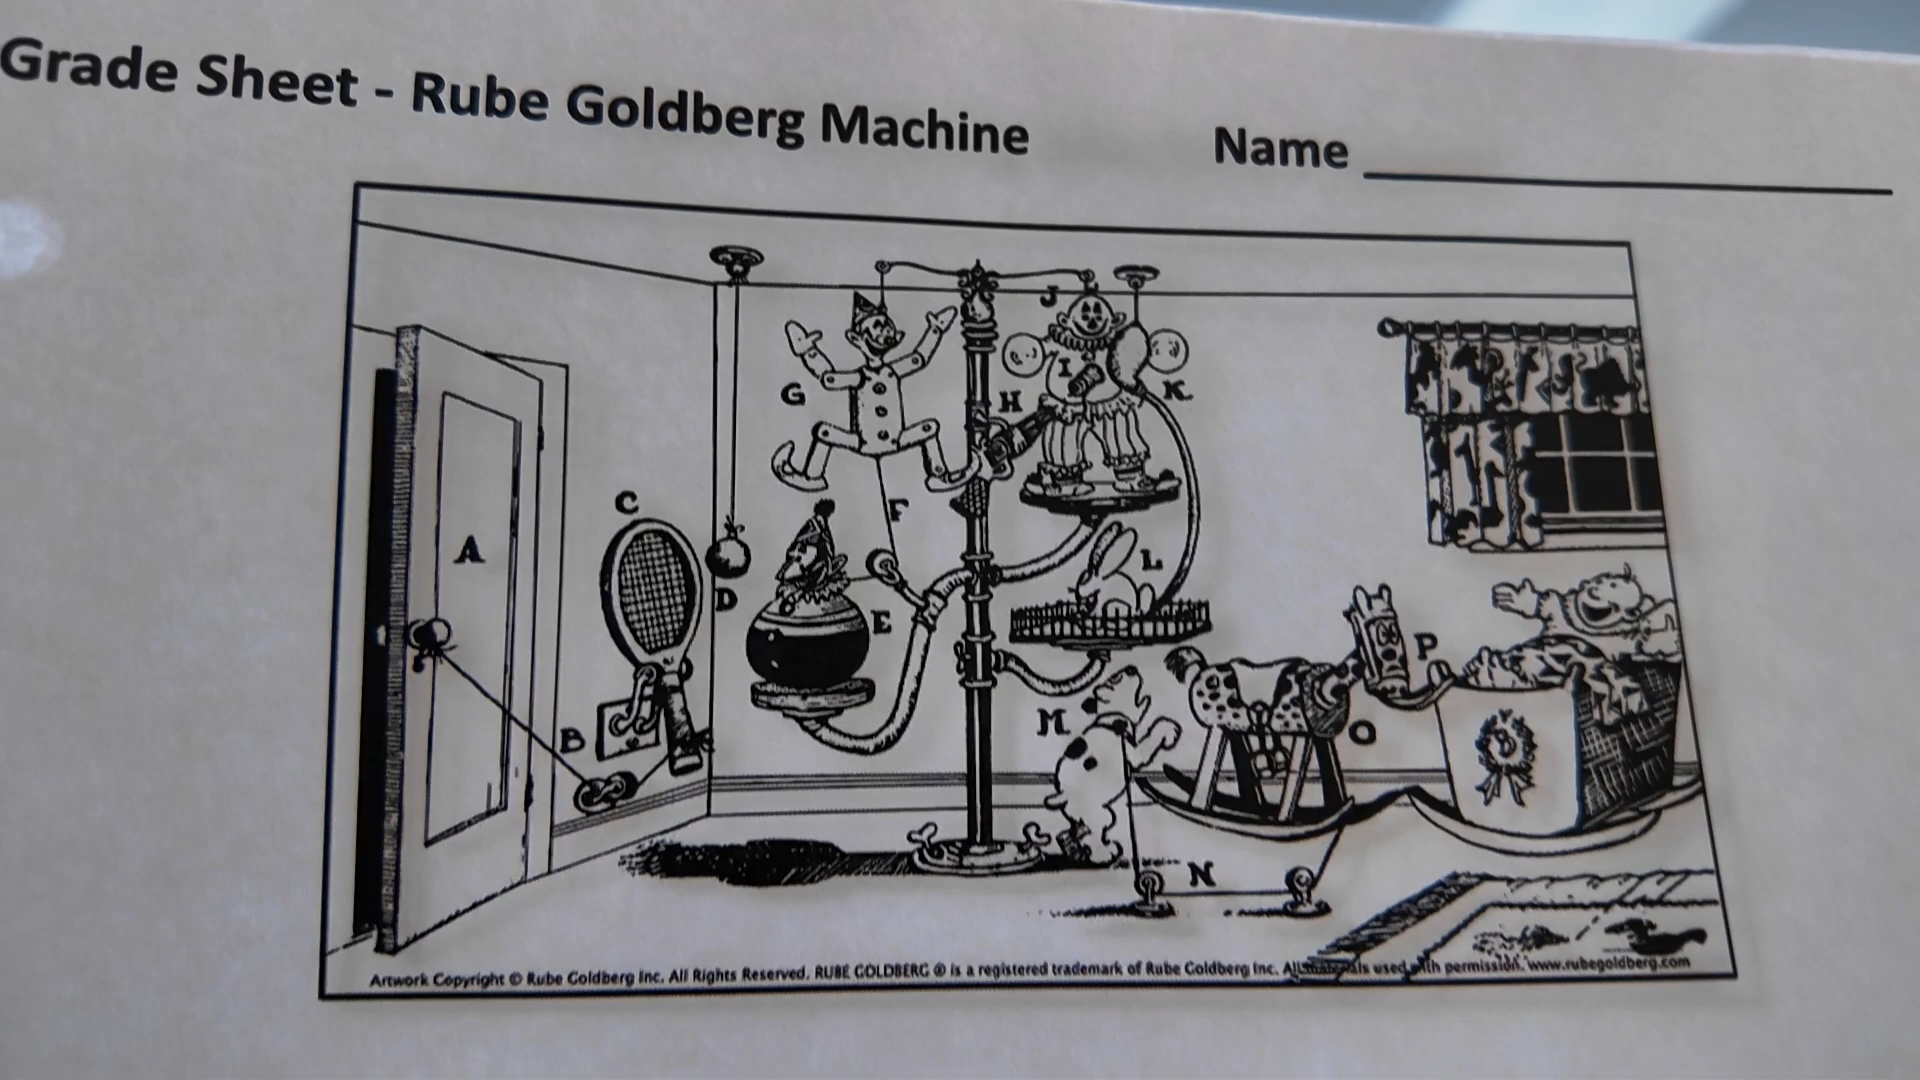 Grade Sheet - Rube Goldberg Machine Name
J
G
I
H
K
C
F
A
L
D
E
P
M
B
O
N
Artwork Copyright © Rube Goldberg Inc. All Rights Reserved. RUBE GOLDBERG ® is a registered trademark of Rube Goldberg Inc. All materials used with permission. www.rubegoldberg.com